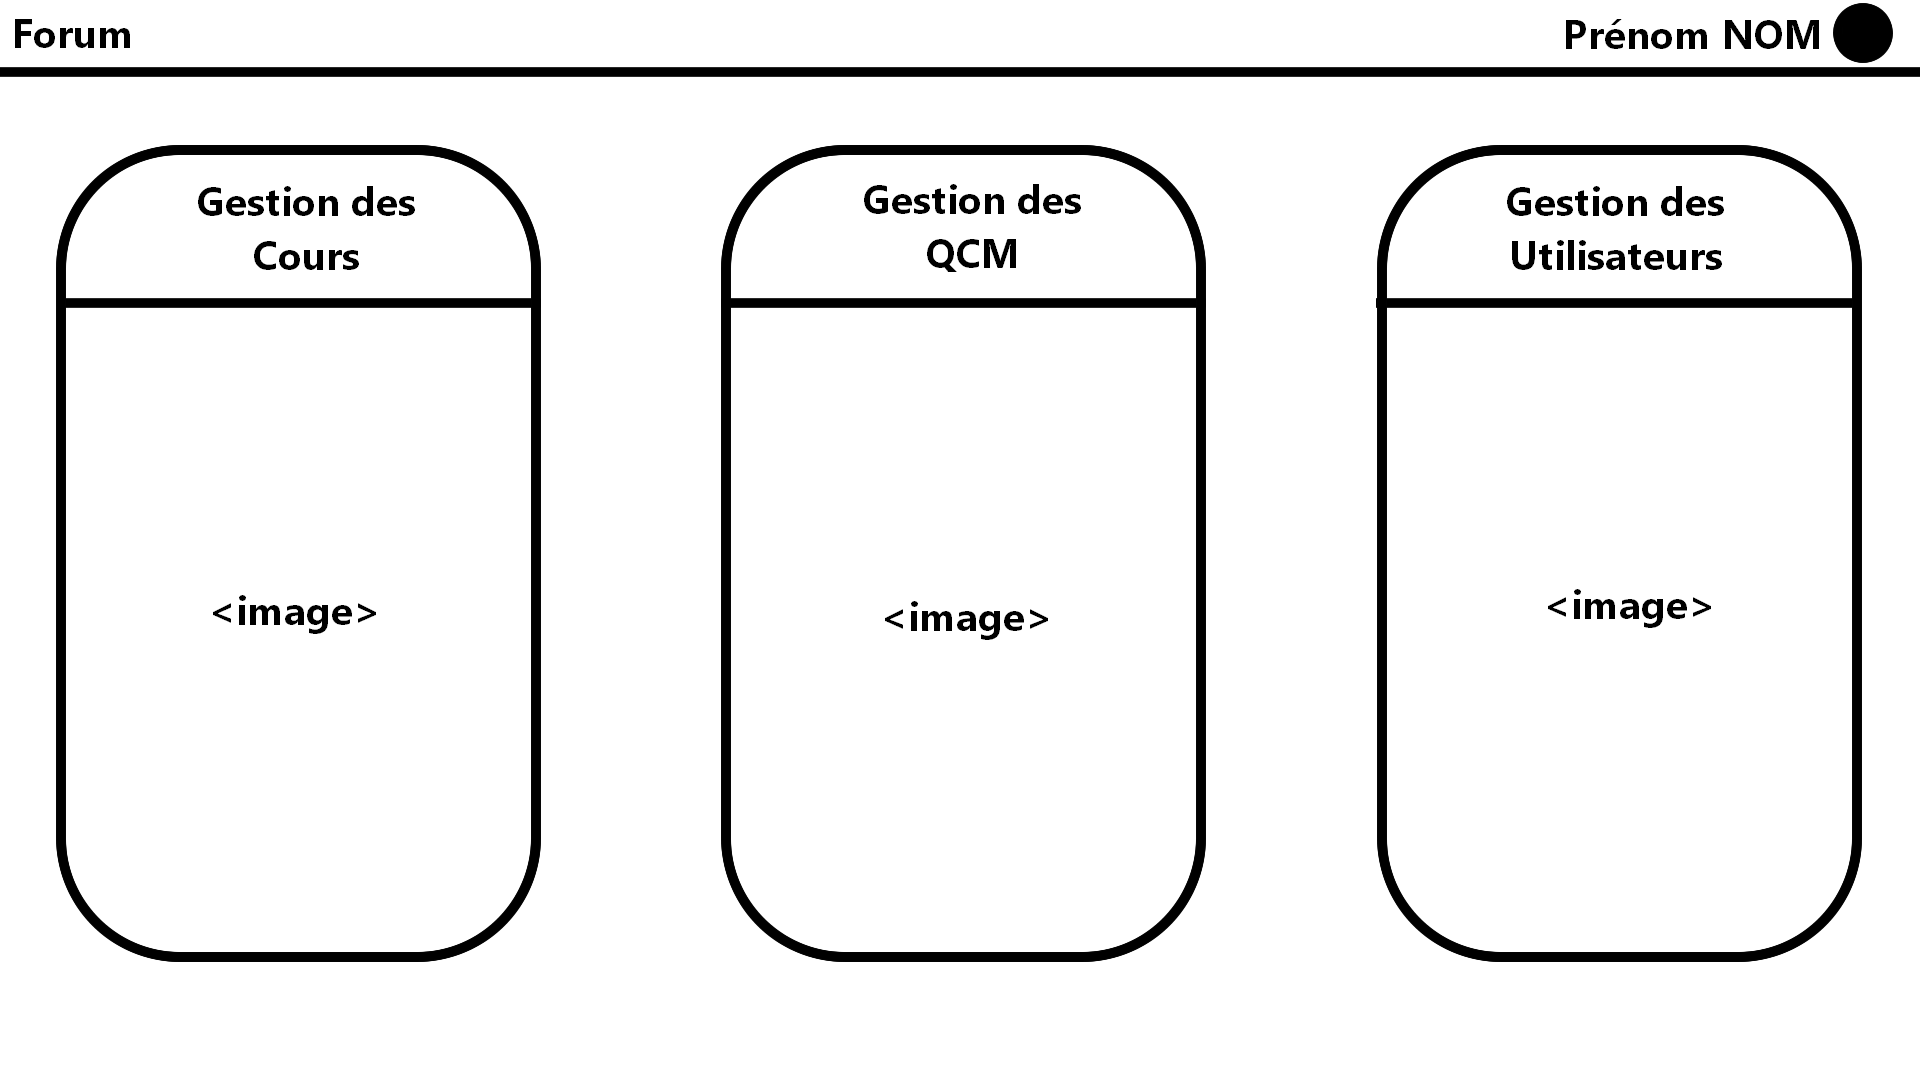 Forum
Prénom NOM
Gestion des
Cours
<image>
Gestion des
QCM
<image>
Gestion des
Utilisateurs
<image>